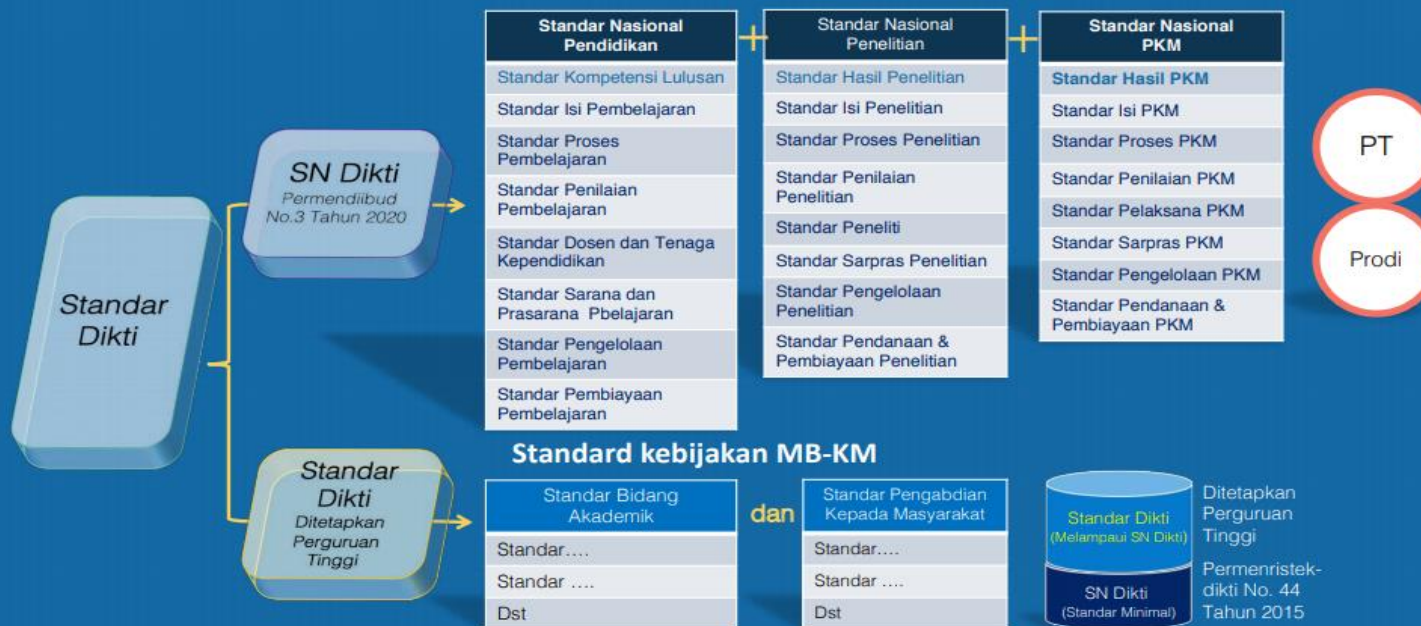 Standar
Dikti
SN Dikti
Permendiibud
No.3 Tahun 2020
Standar Nasional
Pendidikan
Standar Kompetensi Lulusan
Standar Isi Pembelajaran
Standar Proses
Pembelajaran
Standar Penilaian
Pembelajaran
Standar Dosen dan Tenaga
Kependidikan
Standar Sarana dan
Prasarana Pbelajaran
Standar Pengelolaan
Pembelajaran
Standar Pembiayaan
Pembelajaran
+
Standar Nasional
Penelitian
Standar Hasil Penelitian
Standar Isi Penelitian
Standar Proses Penelitian
Standar Penilaian
Penelitian
Standar Peneliti
Standar Sarpras Penelitian
Standar Pengelolaan
Penelitian
Standar Pendanaan &
Pembiayaan Penelitian
+
Standar Nasional
PKM
Standar Hasil PKM
Standar Isi PKM
Standar Proses PKM
Standar Penilaian PKM
Standar Pelaksana PKM
Standar Sarpras PKM
Standar Pengelolaan PKM
Standar Pendanaan &
Pembiayaan PKM
PT
Prodi
Standar
Dikti
Ditetapkan
Perguruan
Tinggi
Standard kebijakan MB-KM
Standar Bidang
Akademik
Standar....
Standar ....
Dst
dan
Standar Pengabdian
Kepada Masyarakat
Standar....
Standar ....
Dst
Standar Dikti
(Melampaui SN Dikti)
SN Dikti
(Standar Minimal)
Ditetapkan
Perguruan
Tinggi
Permenristek-
dikti No. 44
Tahun 2015